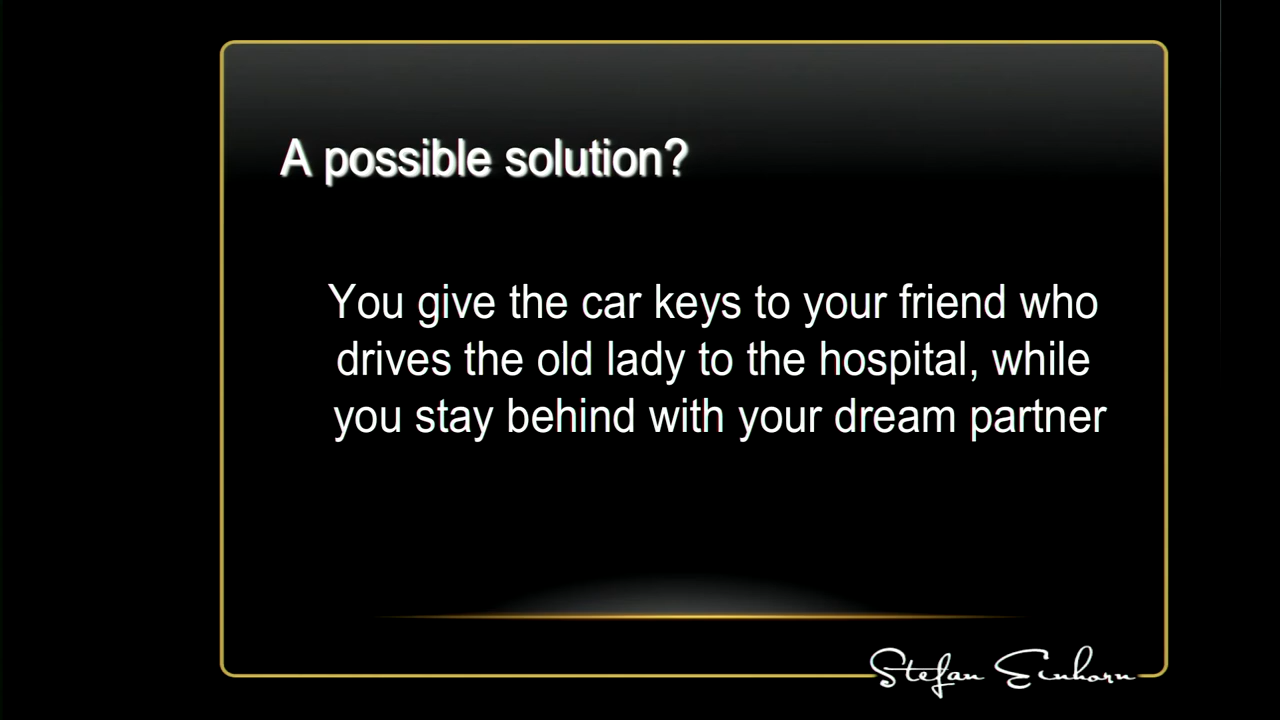 A possible solution?
You give the car keys to your friend who
drives the old lady to the hospital, while
you stay behind with your dream partner
Stefan Einhorn